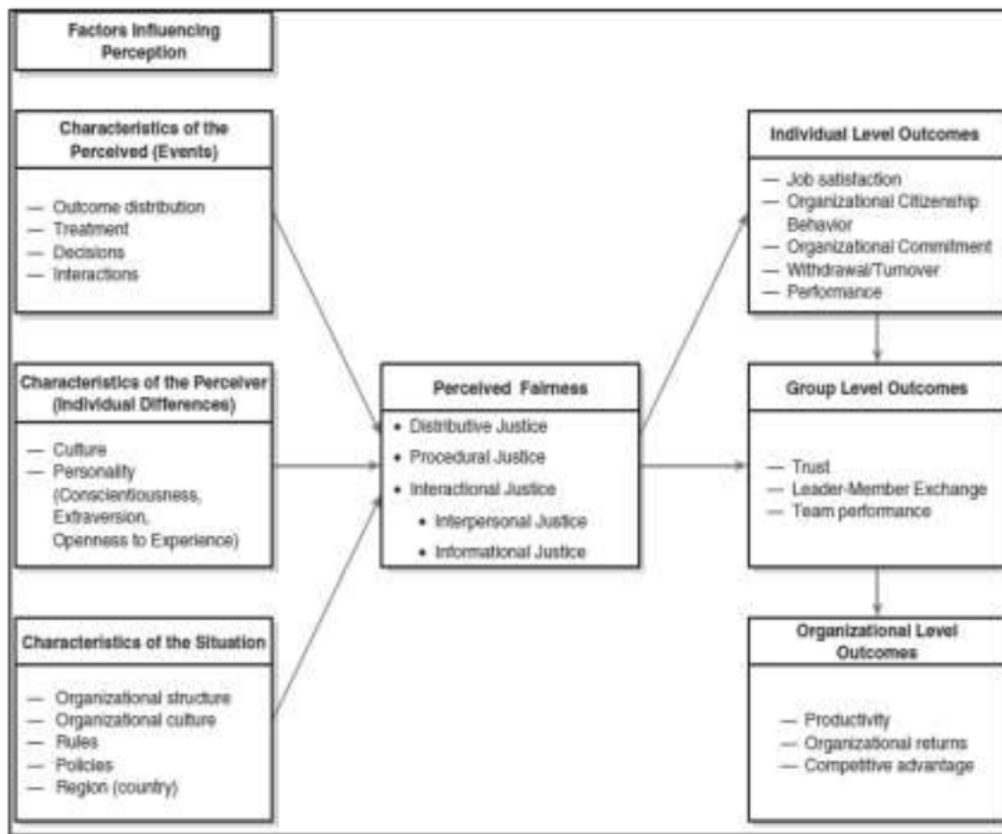 Factors Influencing
Perception
Characteristics of the
Perceived (Events)
— Outcome distribution
— Treatment
— Decisions
— Interactions
Characteristics of the Perceiver
(Individual Differences)
— Culture
— Personality
(Conscientiousness,
Extraversion,
Openness to Experience)
Characteristics of the Situation
— Organizational structure
— Organizational culture
— Rules
— Policies
— Region (country)
Perceived Fairness
• Distributive Justice
• Procedural Justice
• Interactional Justice
• Interpersonal Justice
• Informational Justice
Individual Level Outcomes
— Job satisfaction
— Organizational Citizenship
Behavior
— Organizational Commitment
— Withdrawal/Turnover
— Performance
Group Level Outcomes
— Trust
— Leader-Member Exchange
— Team performance
Organizational Level
Outcomes
— Productivity
— Organizational returns
— Competitive advantage